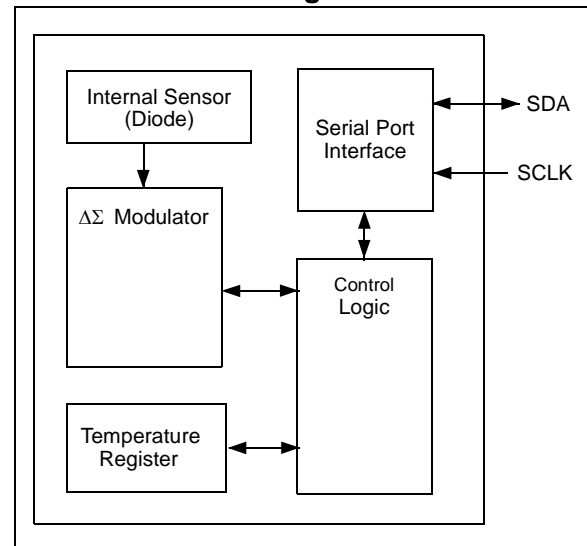 Internal Sensor
(Diode)
Serial Port
Interface
SDA
SCLK
ΔΣ Modulator
Control
Logic
Temperature
Register